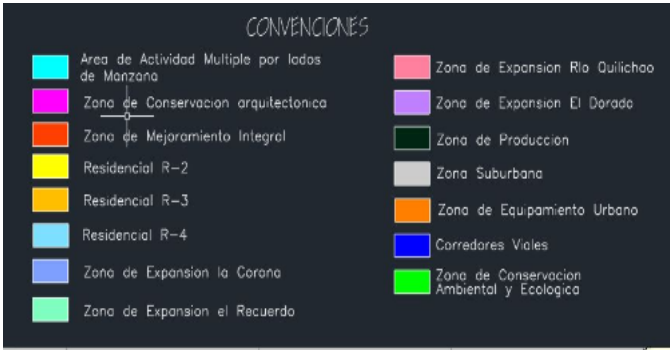 CONVENCIONES
Area de Actividad Multiple por lados
de Manzana
Zona de Conservacion arquitectonica
Zona de Mejoramiento Integral
Residencial R-2
Residencial R-3
Residencial R-4
Zona de Expansion la Corona
Zona de Expansion el Recuerdo
Zona de Expansion RIo Quilichao
Zona de Expansion El Dorado
Zona de Produccion
Zona Suburbana
Zona de Equipamiento Urbano
Corredores Viales
Zona de Conservacion
Ambiental y Ecologica